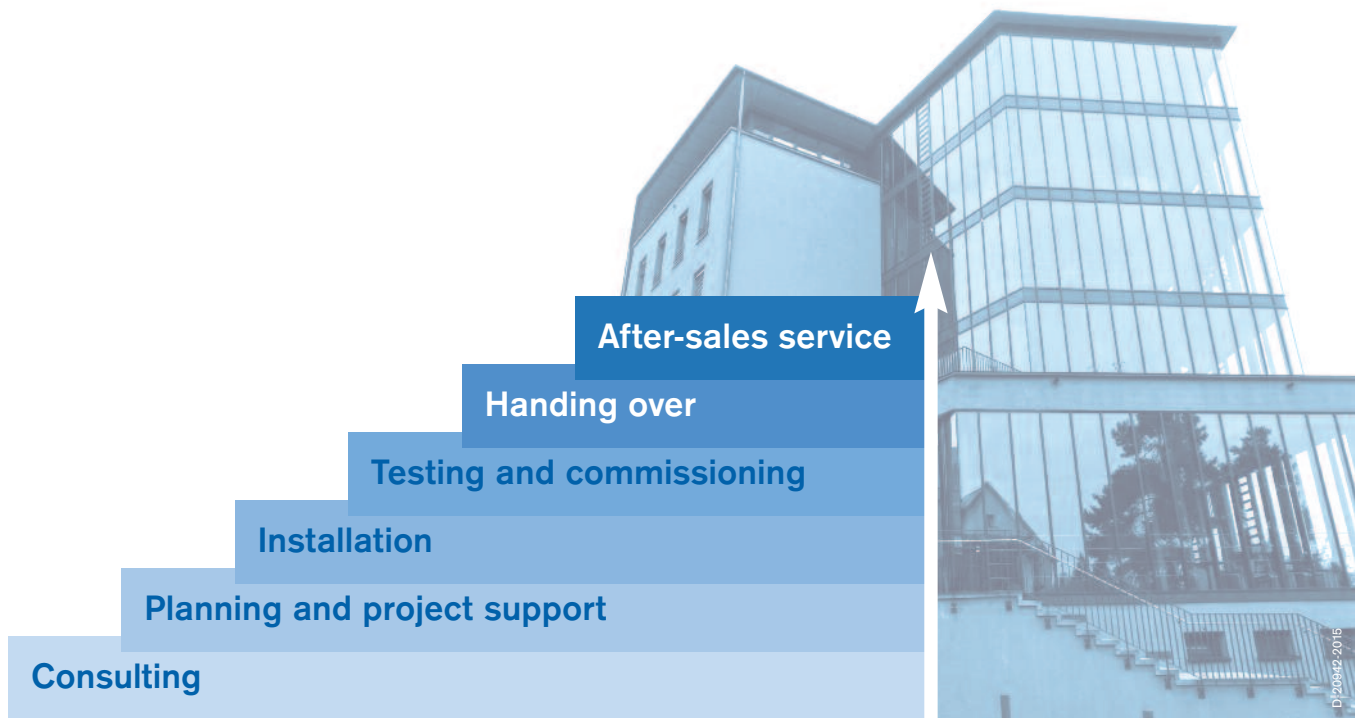 After-sales service
Handing over
Testing and commissioning
Installation
Planning and project support
Consulting
D-20942-2015